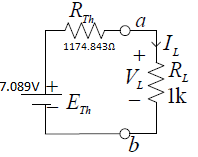 R_Th
1174.843Ω
a
I_L
+
V_L
−
R_L
1k
7.089V
+
E_Th
b